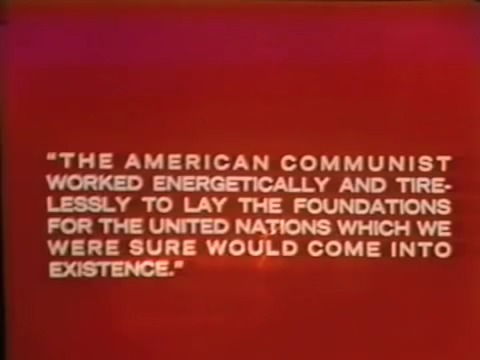 "THE AMERICAN COMMUNIST
WORKED ENERGETICALLY AND TIRE-
LESSLY TO LAY THE FOUNDATIONS
FOR THE UNITED NATIONS WHICH WE
WERE SURE WOULD COME INTO
EXISTENCE."